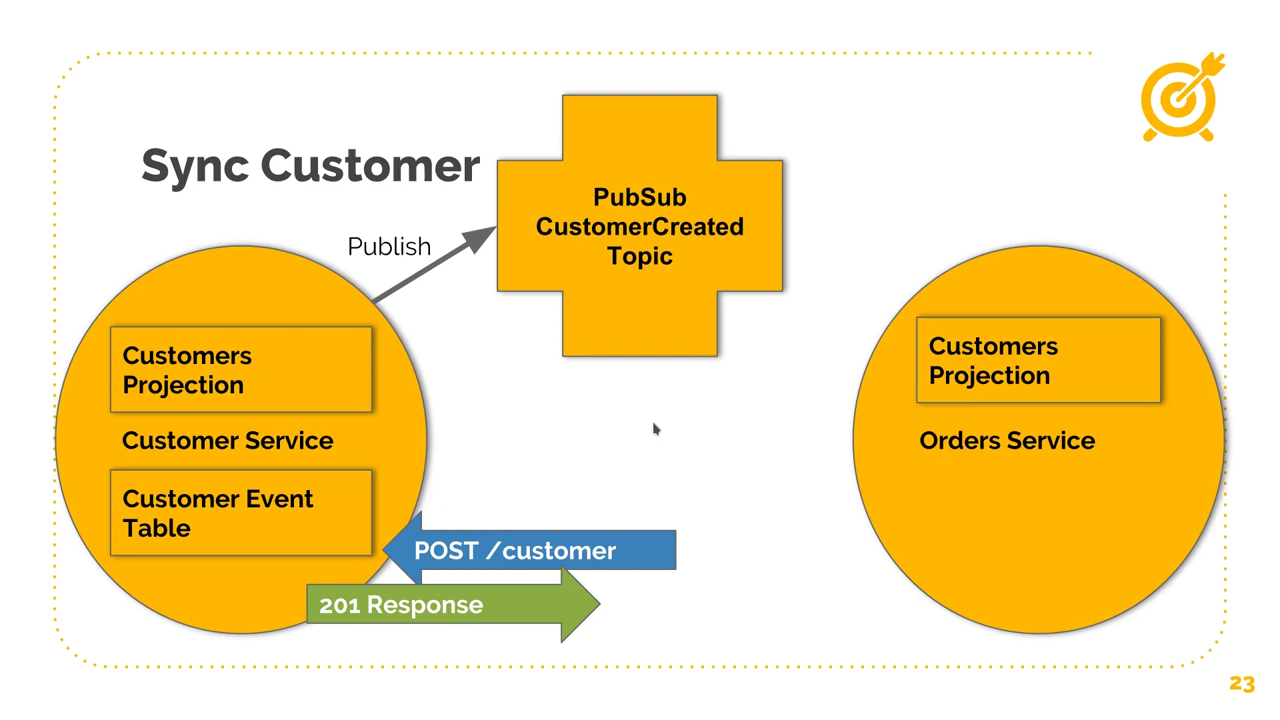 Sync Customer
PubSub
CustomerCreated
Topic
Publish
Customers
Projection
Customer Service
Customer Event
Table
POST /customer
201 Response
Customers
Projection
Orders Service
23